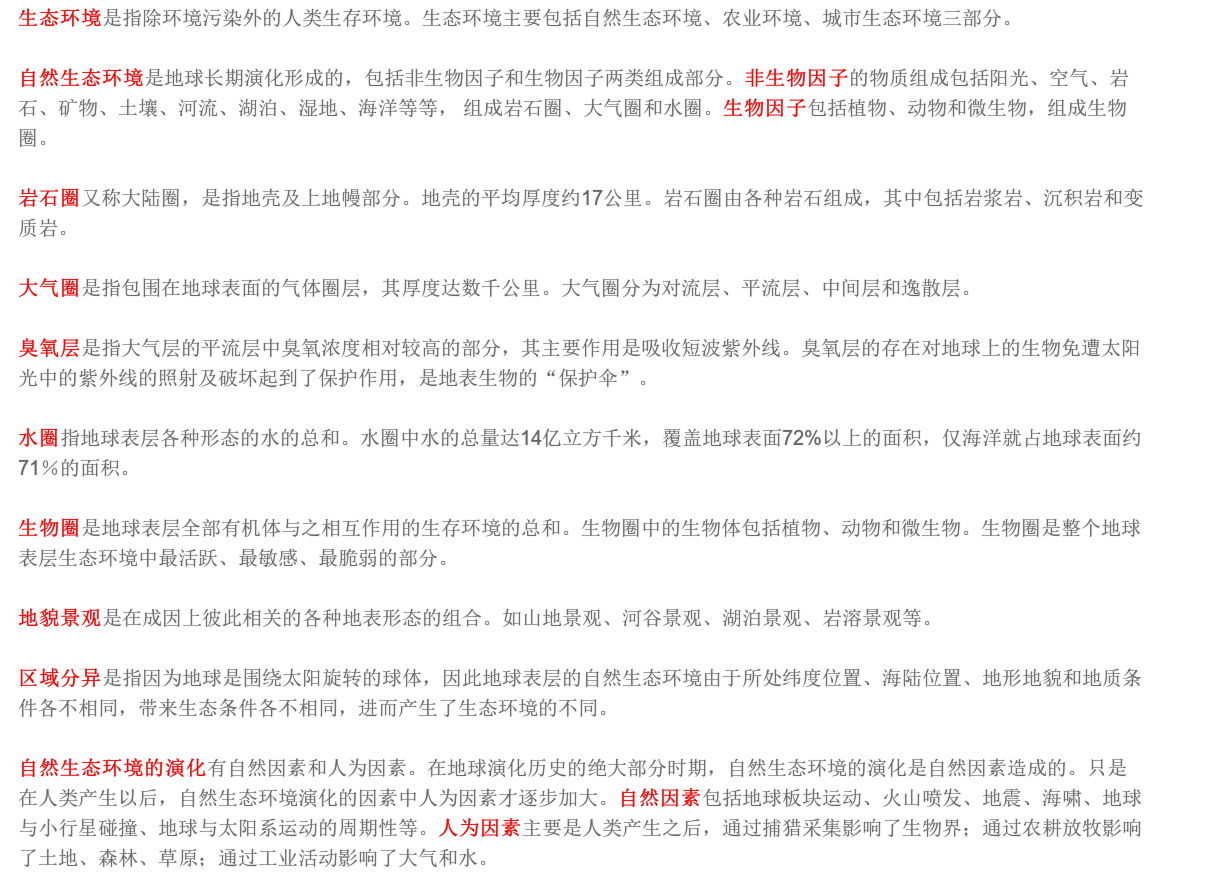 生态环境是指除环境污染外的人类生存环境。生态环境主要包括自然生态环境、农业环境、城市生态环境三部分。
自然生态环境是地球长期演化形成的，包括非生物因子和生物因子两类组成部分。非生物因子的物质组成包括阳光、空气、岩
石、矿物、土壤、河流、湖泊、湿地、海洋等等， 组成岩石圈、大气圈和水圈。生物因子包括植物、动物和微生物，组成生物
圈。
岩石圈又称大陆圈，是指地壳及上地幔部分。地壳的平均厚度约17公里。岩石圈由各种岩石组成，其中包括岩浆岩、沉积岩和变
质岩。
大气圈是指包围在地球表面的气体圈层，其厚度达数千公里。大气圈分为对流层、平流层、中间层和逸散层。
臭氧层是指大气层的平流层中臭氧浓度相对较高的部分，其主要作用是吸收短波紫外线。臭氧层的存在对地球上的生物免遭太阳
光中的紫外线的照射及破坏起到了保护作用，是地表生物的“保护伞”。
水圈指地球表层各种形态的水的总和。水圈中水的总量达14亿立方千米，覆盖地球表面72%以上的面积，仅海洋就占地球表面约
71％的面积。
生物圈是地球表层全部有机体与之相互作用的生存环境的总和。生物圈中的生物体包括植物、动物和微生物。生物圈是整个地球
表层生态环境中最活跃、最敏感、最脆弱的部分。
地貌景观是在成因上彼此相关的各种地表形态的组合。如山地景观、河谷景观、湖泊景观、岩溶景观等。
区域分异是指因为地球是围绕太阳旋转的球体，因此地球表层的自然生态环境由于所处纬度位置、海陆位置、地形地貌和地质条
件各不相同，带来生态条件各不相同，进而产生了生态环境的不同。
自然生态环境的演化有自然因素和人为因素。在地球演化历史的绝大部分时期，自然生态环境的演化是自然因素造成的。只是
在人类产生以后，自然生态环境演化的因素中人为因素才逐步加大。自然因素包括地球板块运动、火山喷发、地震、海啸、地球
与小行星碰撞、地球与太阳系运动的周期性等。人为因素主要是人类产生之后，通过捕猎采集影响了生物界；通过农耕放牧影响
了土地、森林、草原；通过工业活动影响了大气和水。